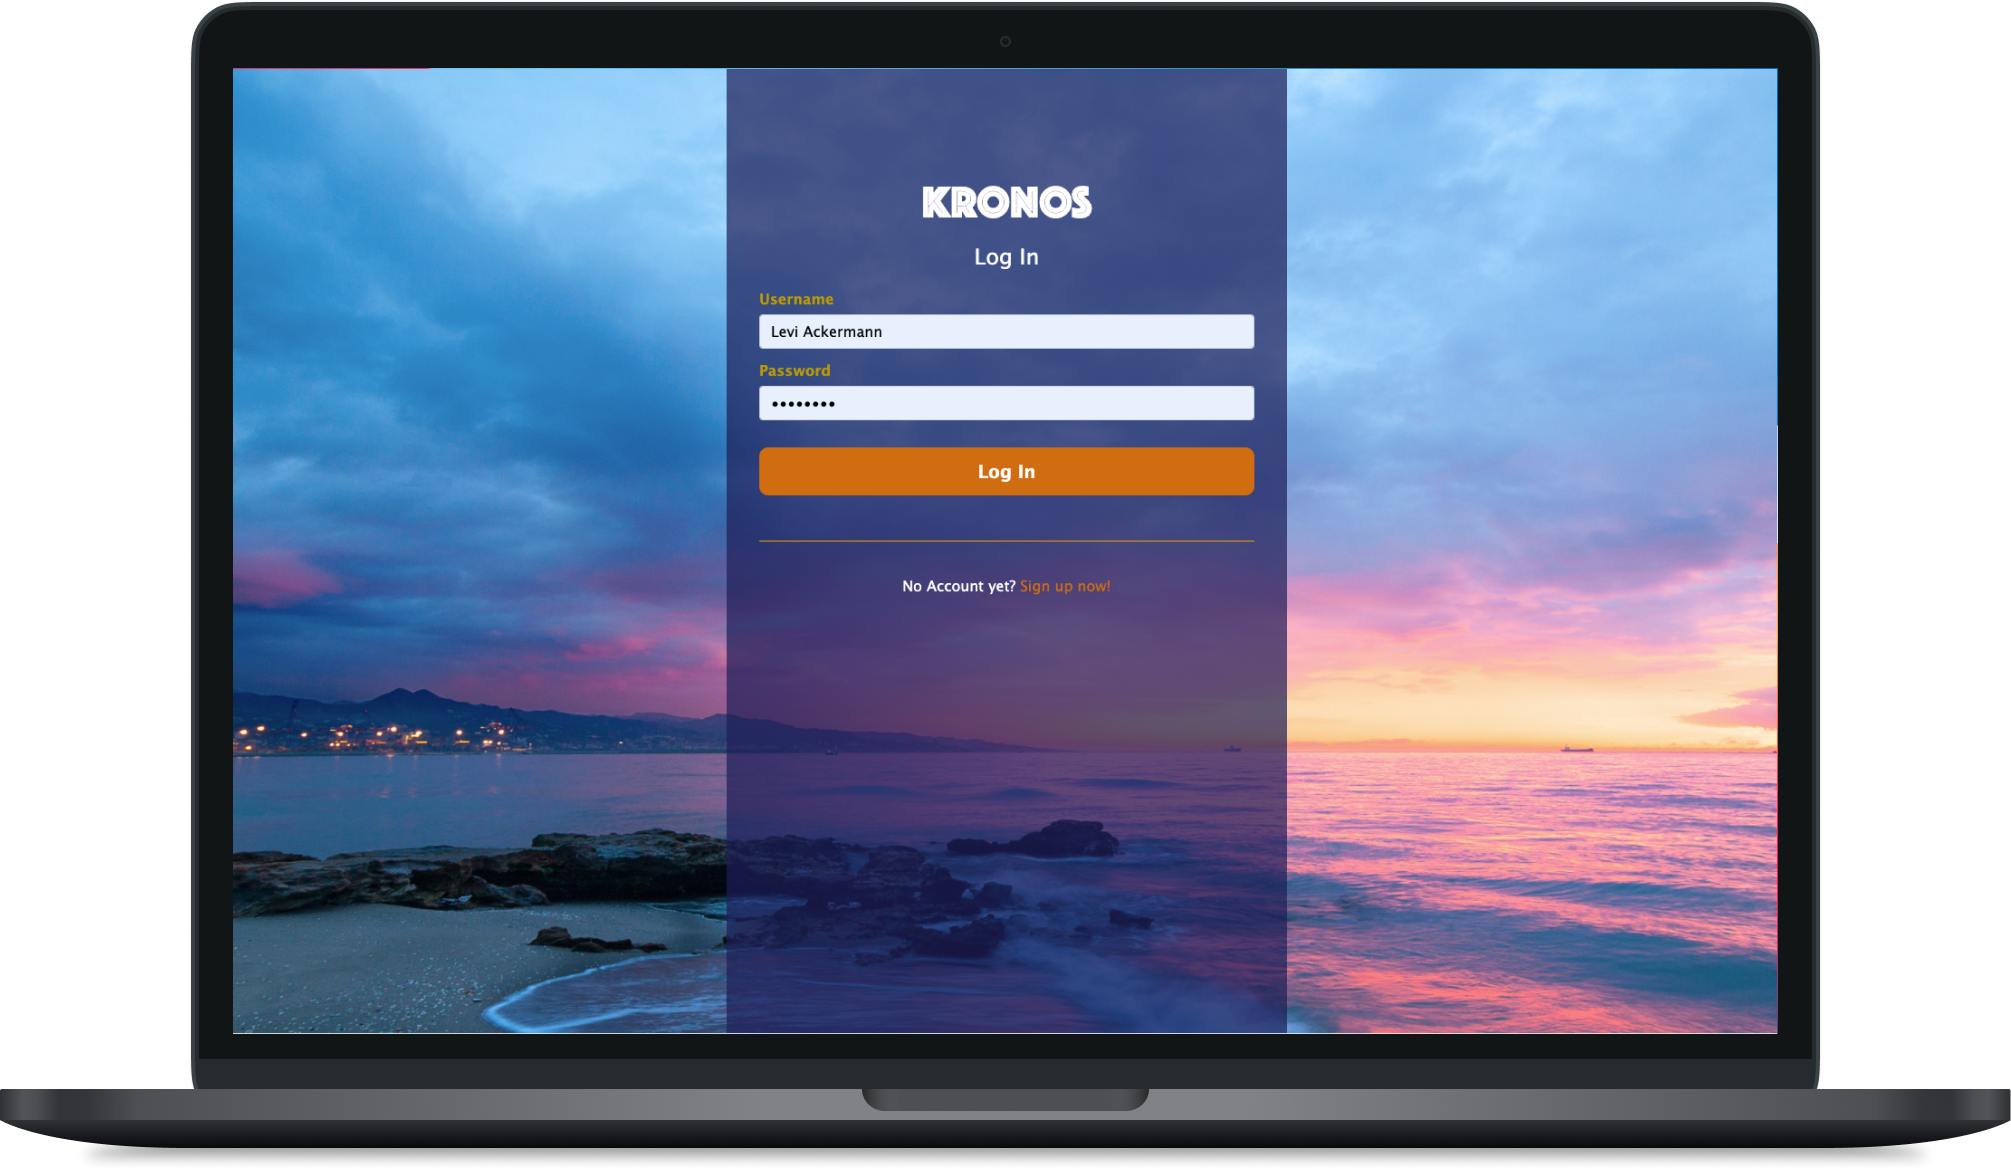 KRONOS
Log In
Username
Levi Ackermann
Password
••••••••
Log In
No Account yet? Sign up now!